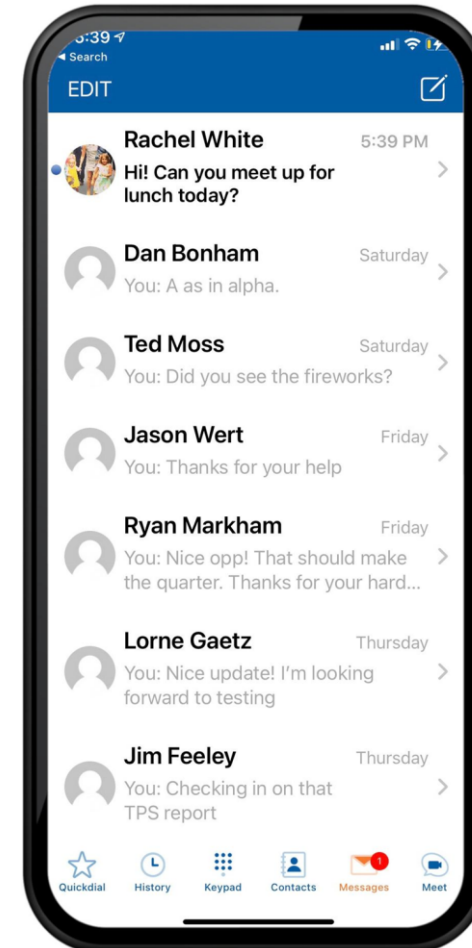 5:39
Search
EDIT
Rachel White 5:39 PM
Hi! Can you meet up for
lunch today?
Dan Bonham Saturday
You: A as in alpha.
Ted Moss Saturday
You: Did you see the fireworks?
Jason Wert Friday
You: Thanks for your help
Ryan Markham Friday
You: Nice opp! That should make
the quarter. Thanks for your hard...
Lorne Gaetz Thursday
You: Nice update! I'm looking
forward to testing
Jim Feeley Thursday
You: Checking in on that
TPS report
1
Quickdial History Keypad Contacts Messages Meet